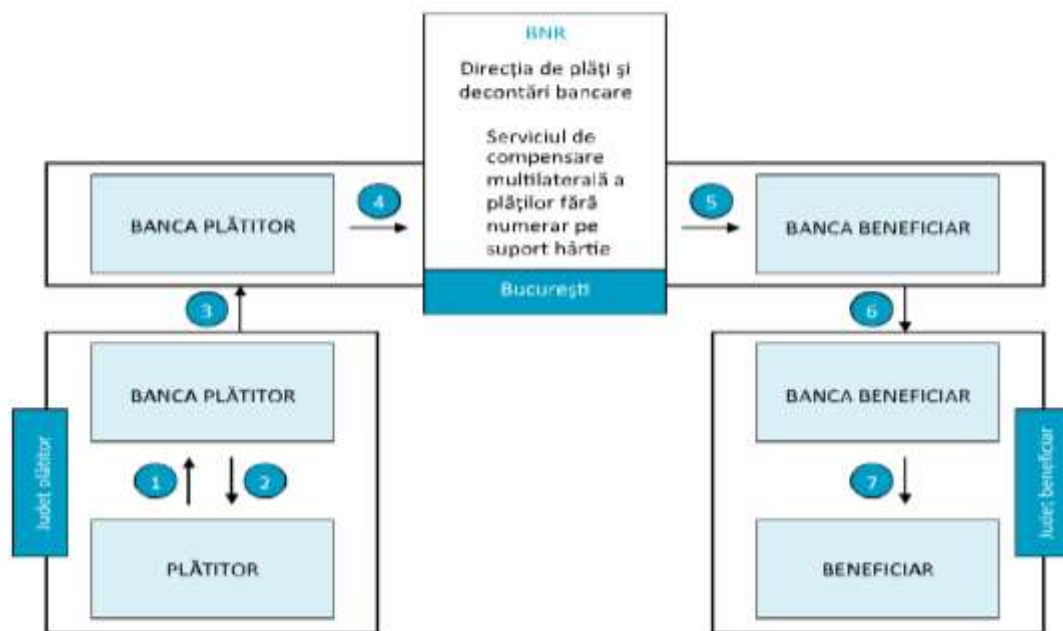 BNR
Direcția de plăți și
decontări bancare
Serviciul de
compensare
multilaterală a
plăților fără
numerar pe
suport hârtie
București
BANCA PLĂTITOR
4
5
BANCA BENEFICIAR
3
6
BANCA PLĂTITOR
BANCA BENEFICIAR
Județ plătitor
1
2
7
Județ beneficiar
PLĂTITOR
BENEFICIAR